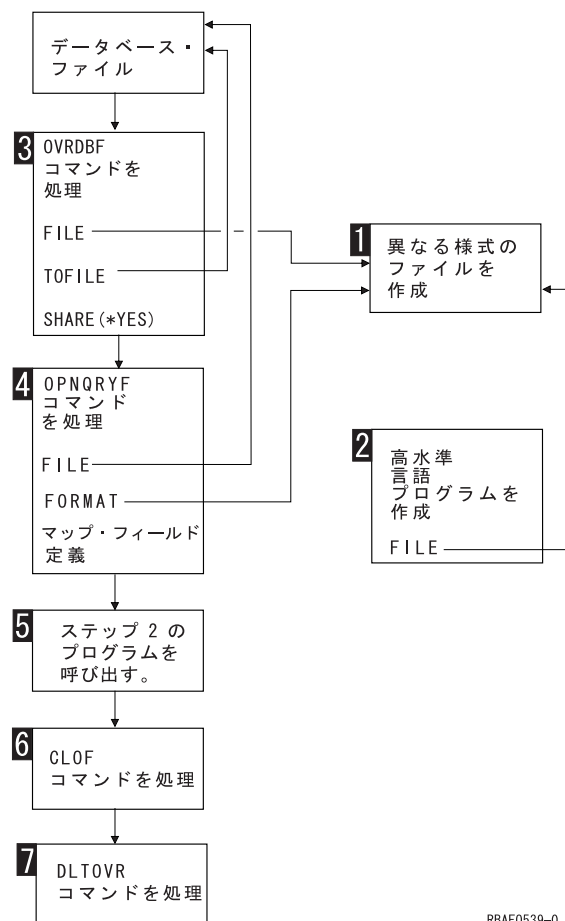 データベース・
ファイル
3
OVRDBF
コマンドを
処理
FILE
TOFILE
SHARE(*YES)
1
異なる様式の
ファイルを
作成
4
OPNQRYF
コマンド
を処理
FILE
FORMAT
マップ・フィールド
定義
2
高水準
言語
プログラムを
作成
FILE
5
ステップ 2 の
プログラムを
呼び出す。
6
CLOF
コマンドを処理
7
DLTOVR
コマンドを処理
RBAFO539-0